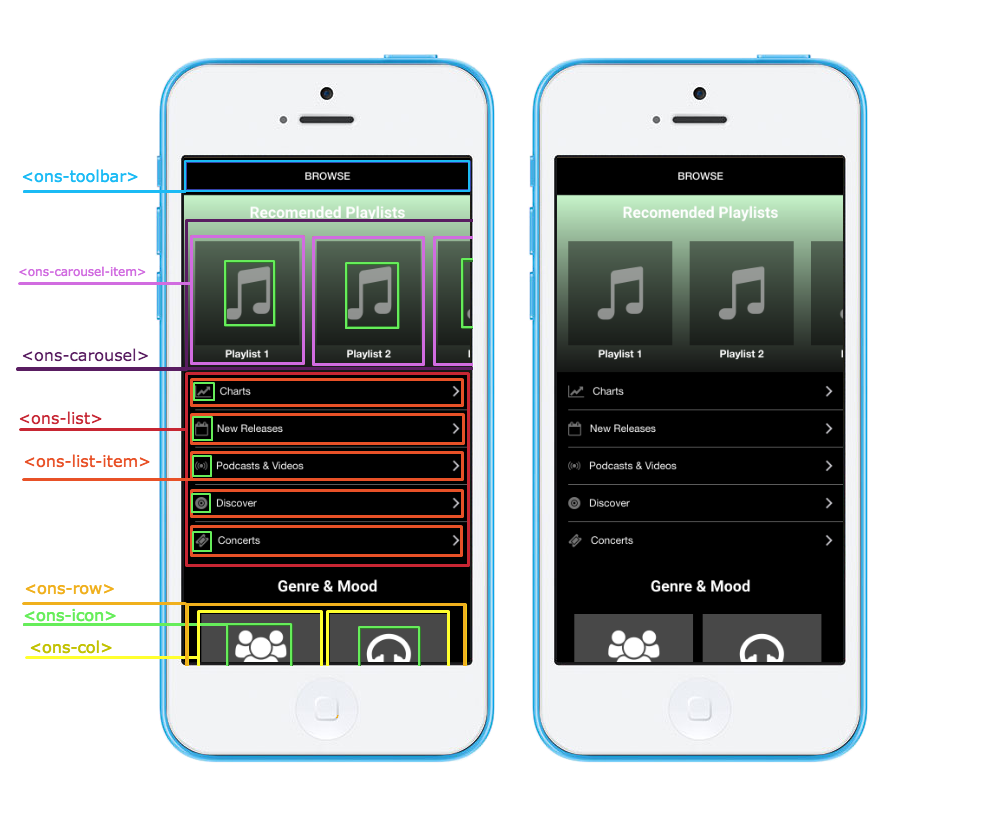 <ons-toolbar>
BROWSE
Recomended Playlists
<ons-carousel-item>
Playlist 1
Playlist 2
<ons-carousel>
Charts
<ons-list>
New Releases
<ons-list-item>
Podcasts & Videos
Discover
Concerts
Genre & Mood
<ons-row>
<ons-icon>
<ons-col>
BROWSE
Recomended Playlists
Playlist 1
Playlist 2
Charts
New Releases
Podcasts & Videos
Discover
Concerts
Genre & Mood